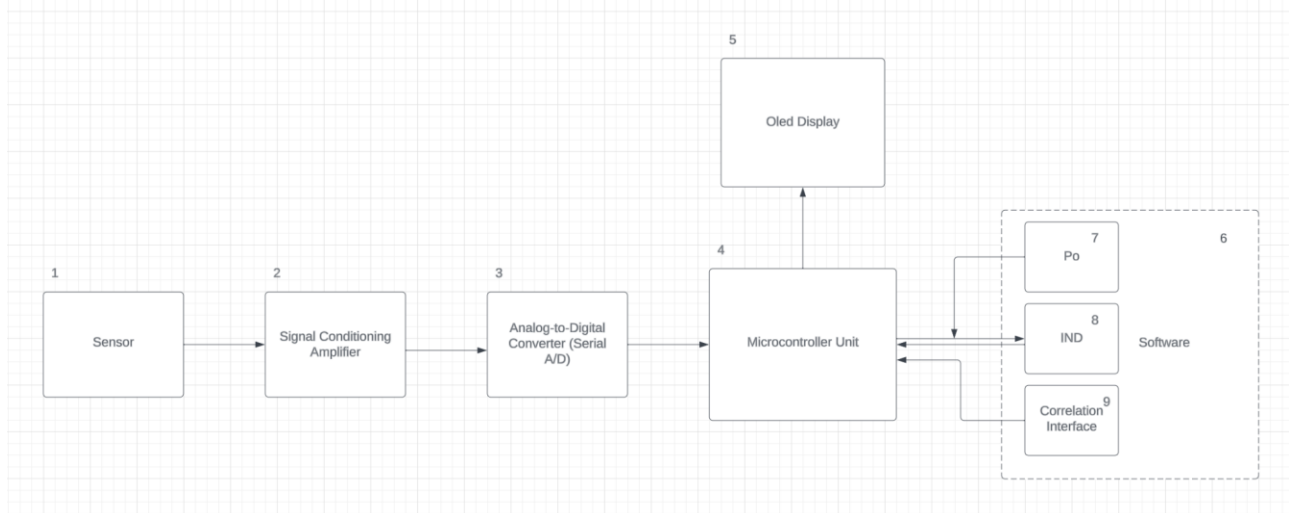 5
Oled Display
4
7
Po
6
1
2
3
8
IND
Sensor
Signal Conditioning
Amplifier
Analog-to-Digital
Converter (Serial
A/D)
Microcontroller Unit
Software
9
Correlation
Interface